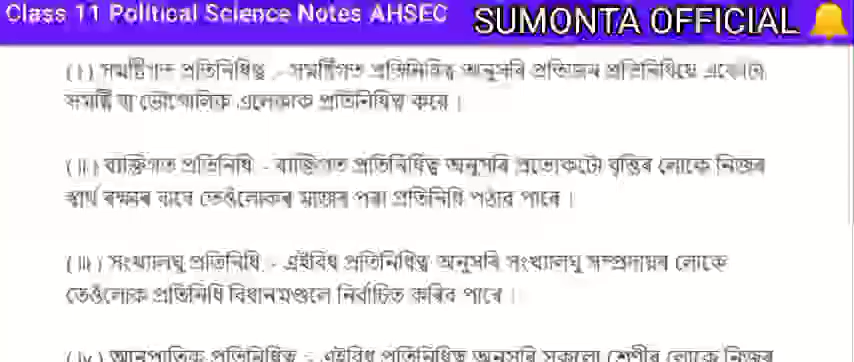 Class 11 Political Science Notes AHSEC
SUMONTA OFFICIAL
(I) সমষ্টিগত প্ৰতিনিধিত্ব :- সমষ্টিগত প্ৰতিনিধিত্ব অনুসৰি প্ৰতিজন প্ৰতিনিধিয়ে একোটা
সমষ্টি বা ভৌগোলিক এলেকাক প্ৰতিনিধিত্ব কৰে ।
(II) ব্যক্তিগত প্ৰতিনিধি :- ব্যক্তিগত প্ৰতিনিধিত্ব অনুসৰি প্ৰত্যেকটো বৃত্তিৰ লোকে নিজৰ
স্বাৰ্থ ৰক্ষাৰ বাবে তেওঁলোকৰ মাজৰ পৰা প্ৰতিনিধি পঠাব পাৰে ।
(III) সংখ্যালঘু প্ৰতিনিধি :- এইবিধ প্ৰতিনিধিত্ব অনুসৰি সংখ্যালঘু সম্প্ৰদায়ৰ লোকে
তেওঁলোক প্ৰতিনিধি বিধানমণ্ডলে নিৰ্বাচিত কৰিব পাৰে ।
(IV) আনুপাতিক প্ৰতিনিধিত্ব :- এইবিধ প্ৰতিনিধিত্ব অনুসৰি সকলো শ্ৰেণীৰ লোকে নিজৰ